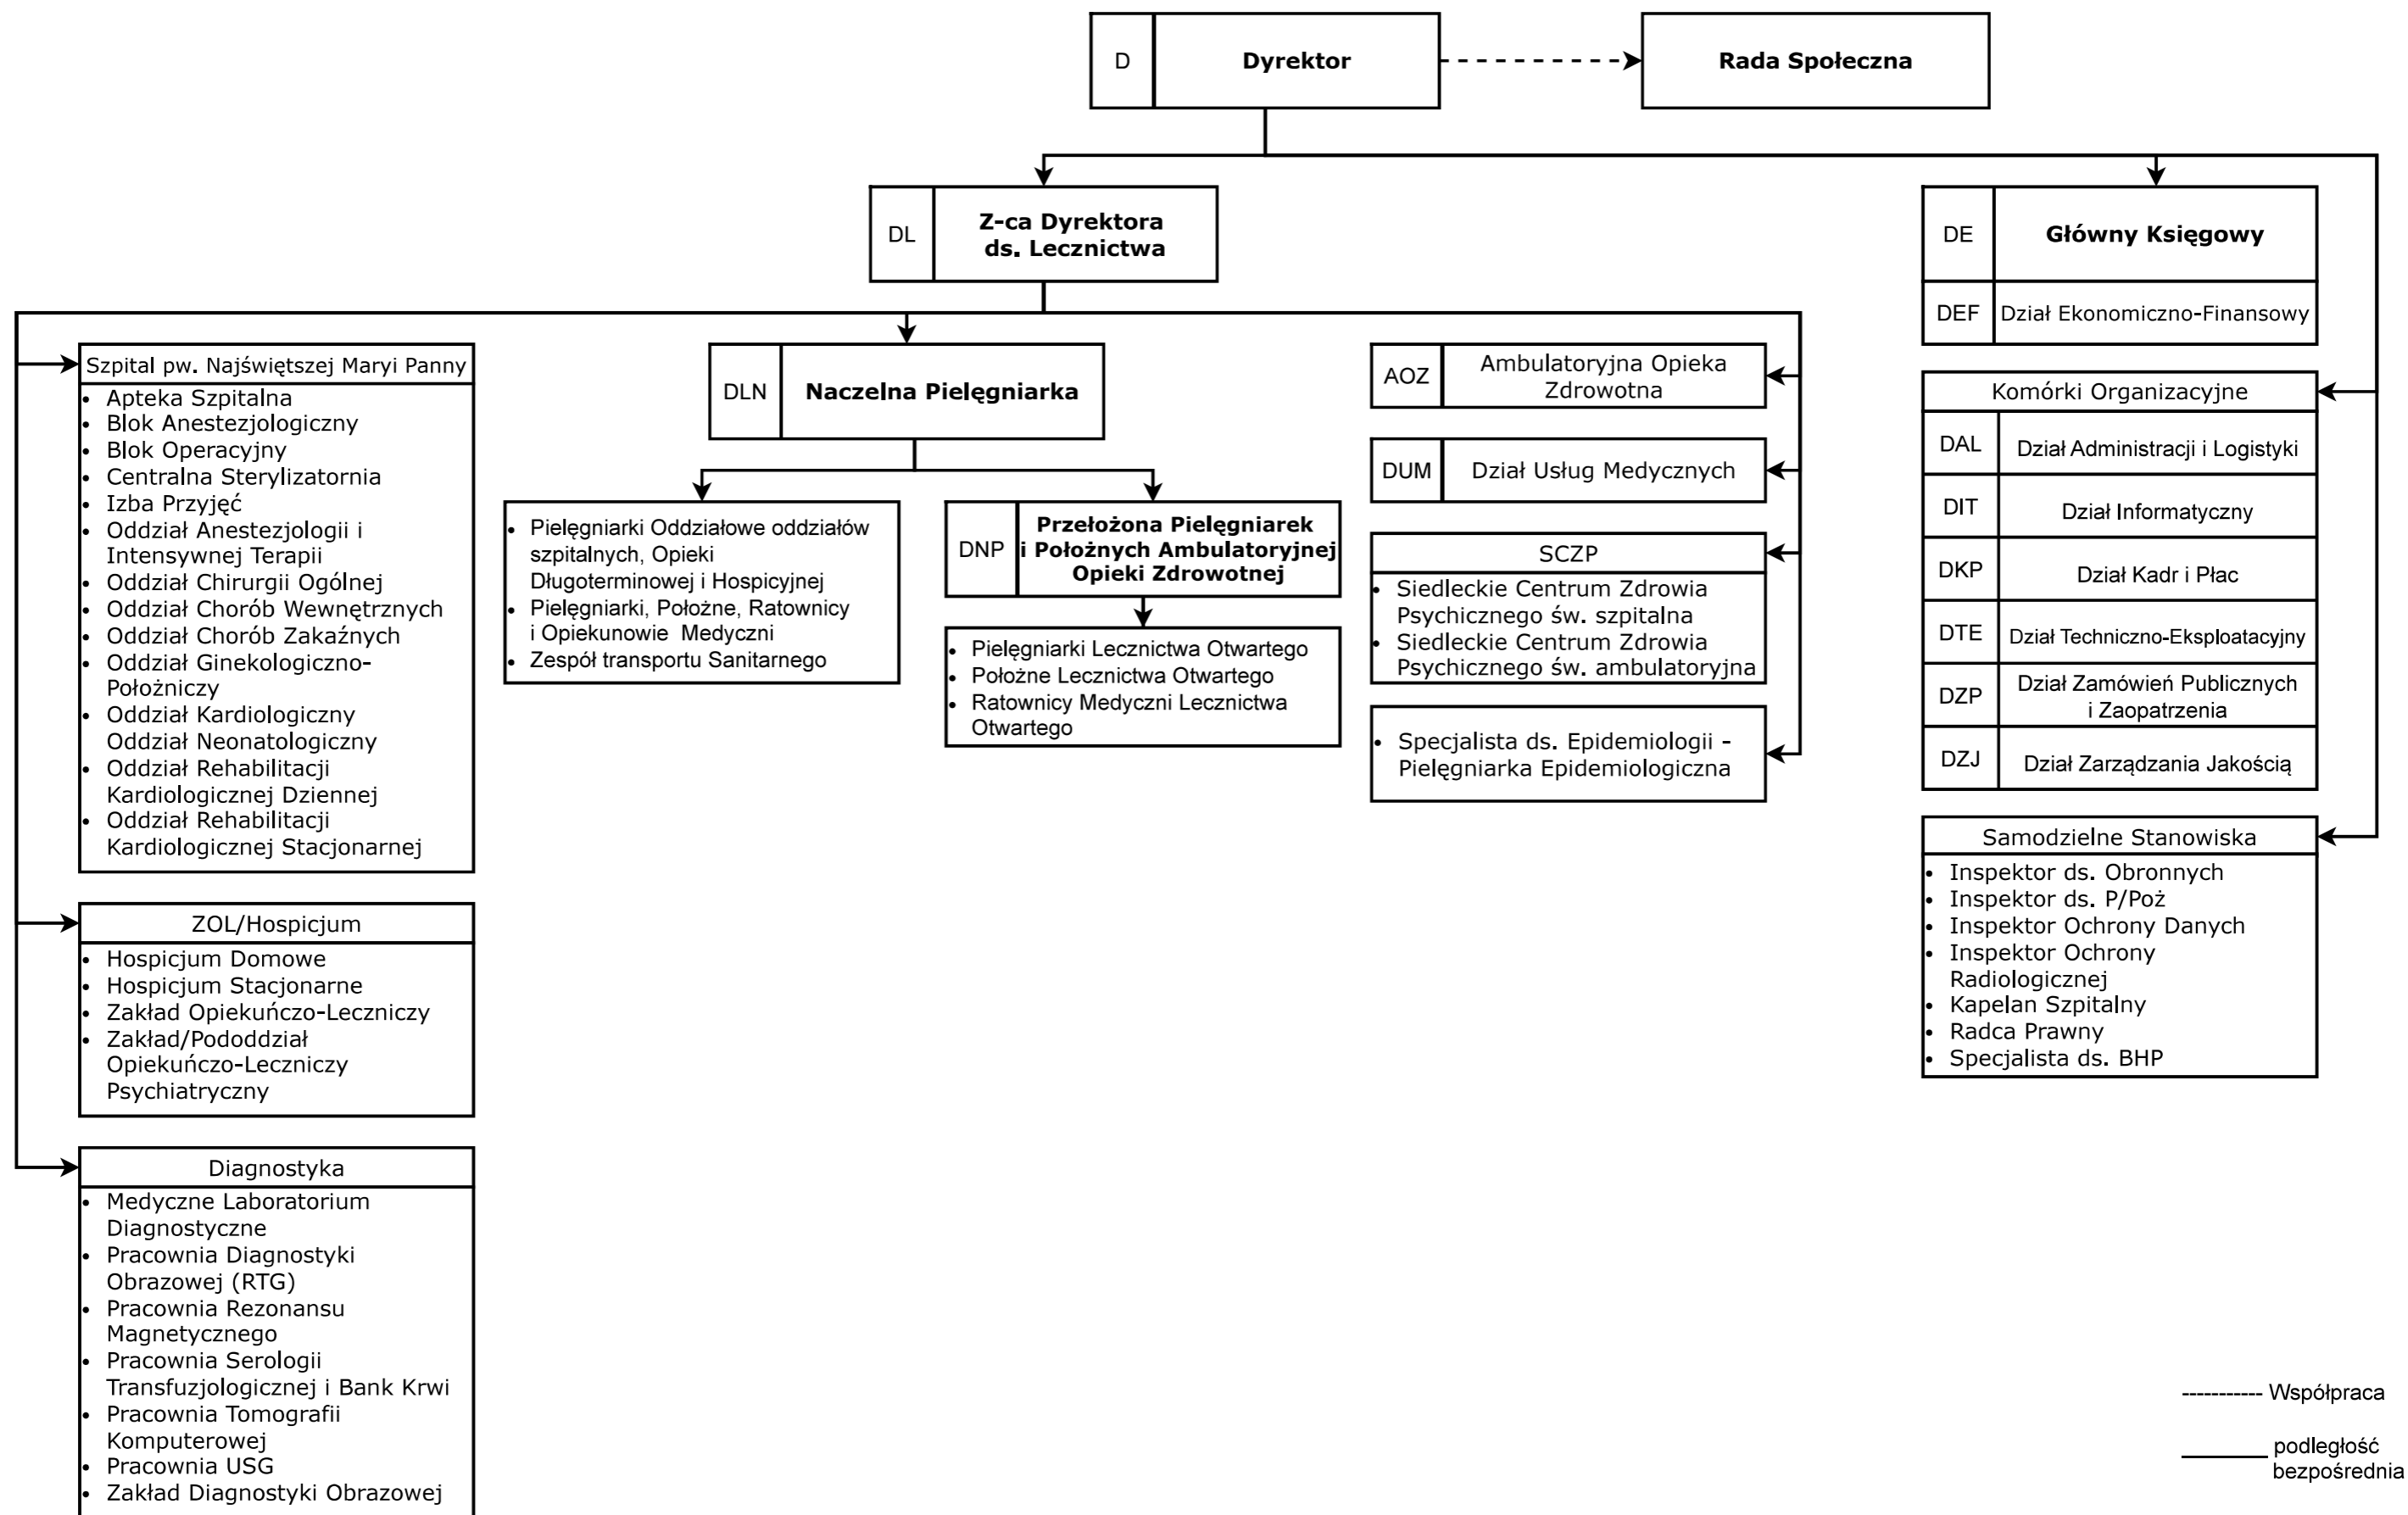 D
Dyrektor
Rada Społeczna
DL
Z-ca Dyrektora
ds. Lecznictwa
DE
Główny Księgowy
DEF
Dział Ekonomiczno-Finansowy
Szpital pw. Najświętszej Maryi Panny
• Apteka Szpitalna
• Blok Anestezjologiczny
• Blok Operacyjny
• Centralna Sterylizatornia
• Izba Przyjęć
• Oddział Anestezjologii i
Intensywnej Terapii
• Oddział Chirurgii Ogólnej
• Oddział Chorób Wewnętrznych
• Oddział Chorób Zakaźnych
• Oddział Ginekologiczno-
Położniczy
• Oddział Kardiologiczny
Oddział Neonatologiczny
• Oddział Rehabilitacji
Kardiologicznej Dziennej
• Oddział Rehabilitacji
Kardiologicznej Stacjonarnej
ZOL/Hospicjum
• Hospicjum Domowe
• Hospicjum Stacjonarne
• Zakład Opiekuńczo-Leczniczy
• Zakład/Pododdział
Opiekuńczo-Leczniczy
Psychiatryczny
Diagnostyka
• Medyczne Laboratorium
Diagnostyczne
• Pracownia Diagnostyki
Obrazowej (RTG)
• Pracownia Rezonansu
Magnetycznego
• Pracownia Serologii
Transfuzjologicznej i Bank Krwi
• Pracownia Tomografii
Komputerowej
• Pracownia USG
• Zakład Diagnostyki Obrazowej
DLN
Naczelna Pielęgniarka
• Pielęgniarki Oddziałowe oddziałów
szpitalnych, Opieki
Długoterminowej i Hospicyjnej
• Pielęgniarki, Położne, Ratownicy
i Opiekunowie Medyczni
• Zespół transportu Sanitarnego
DNP
Przełożona Pielęgniarek
i Położnych Ambulatoryjnej
Opieki Zdrowotnej
• Pielęgniarki Lecznictwa Otwartego
• Położne Lecznictwa Otwartego
• Ratownicy Medyczni Lecznictwa
Otwartego
AOZ
Ambulatoryjna Opieka
Zdrowotna
DUM
Dział Usług Medycznych
SCZP
• Siedleckie Centrum Zdrowia
Psychicznego św. szpitalna
• Siedleckie Centrum Zdrowia
Psychicznego św. ambulatoryjna
• Specjalista ds. Epidemiologii -
Pielęgniarka Epidemiologiczna
Komórki Organizacyjne
DAL
Dział Administracji i Logistyki
DIT
Dział Informatyczny
DKP
Dział Kadr i Płac
DTE
Dział Techniczno-Eksploatacyjny
DZP
Dział Zamówień Publicznych
i Zaopatrzenia
DZJ
Dział Zarządzania Jakością
Samodzielne Stanowiska
• Inspektor ds. Obronnych
• Inspektor ds. P/Poż
• Inspektor Ochrony Danych
• Inspektor Ochrony
Radiologicznej
• Kapelan Szpitalny
• Radca Prawny
• Specjalista ds. BHP
----------- Współpraca
podległość
bezpośrednia